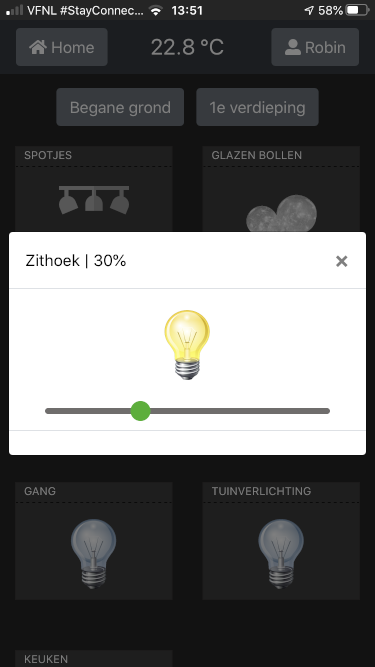 VFNL #StayConnec... 13:51 58%
Home 22.8 °C Robin
Begane grond 1e verdieping
SPOTJES GLAZEN BOLLEN
Zithoek | 30% ×
GANG TUINVERLICHTING
KEUKEN